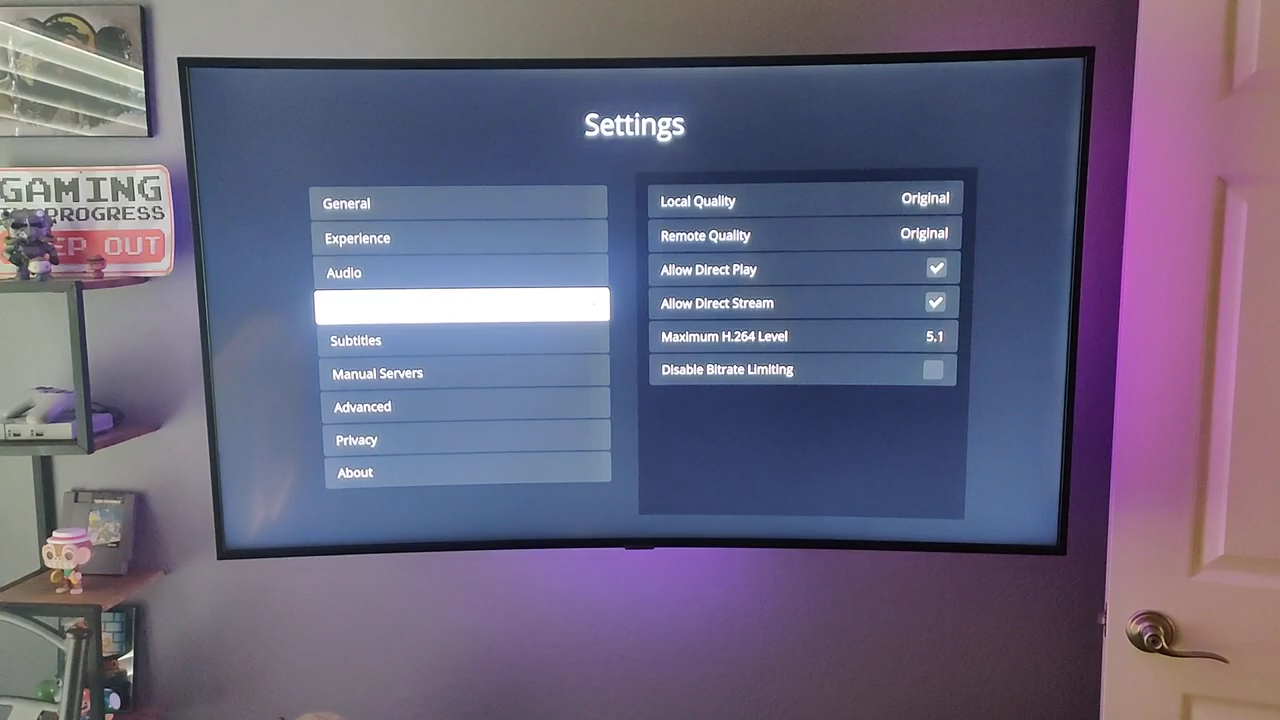 GAMING
PROGRESS
OUT
Settings
General
Experience
Audio
Subtitles
Manual Servers
Advanced
Privacy
About
Local Quality Original
Remote Quality Original
Allow Direct Play
Allow Direct Stream
Maximum H.264 Level 5.1
Disable Bitrate Limiting